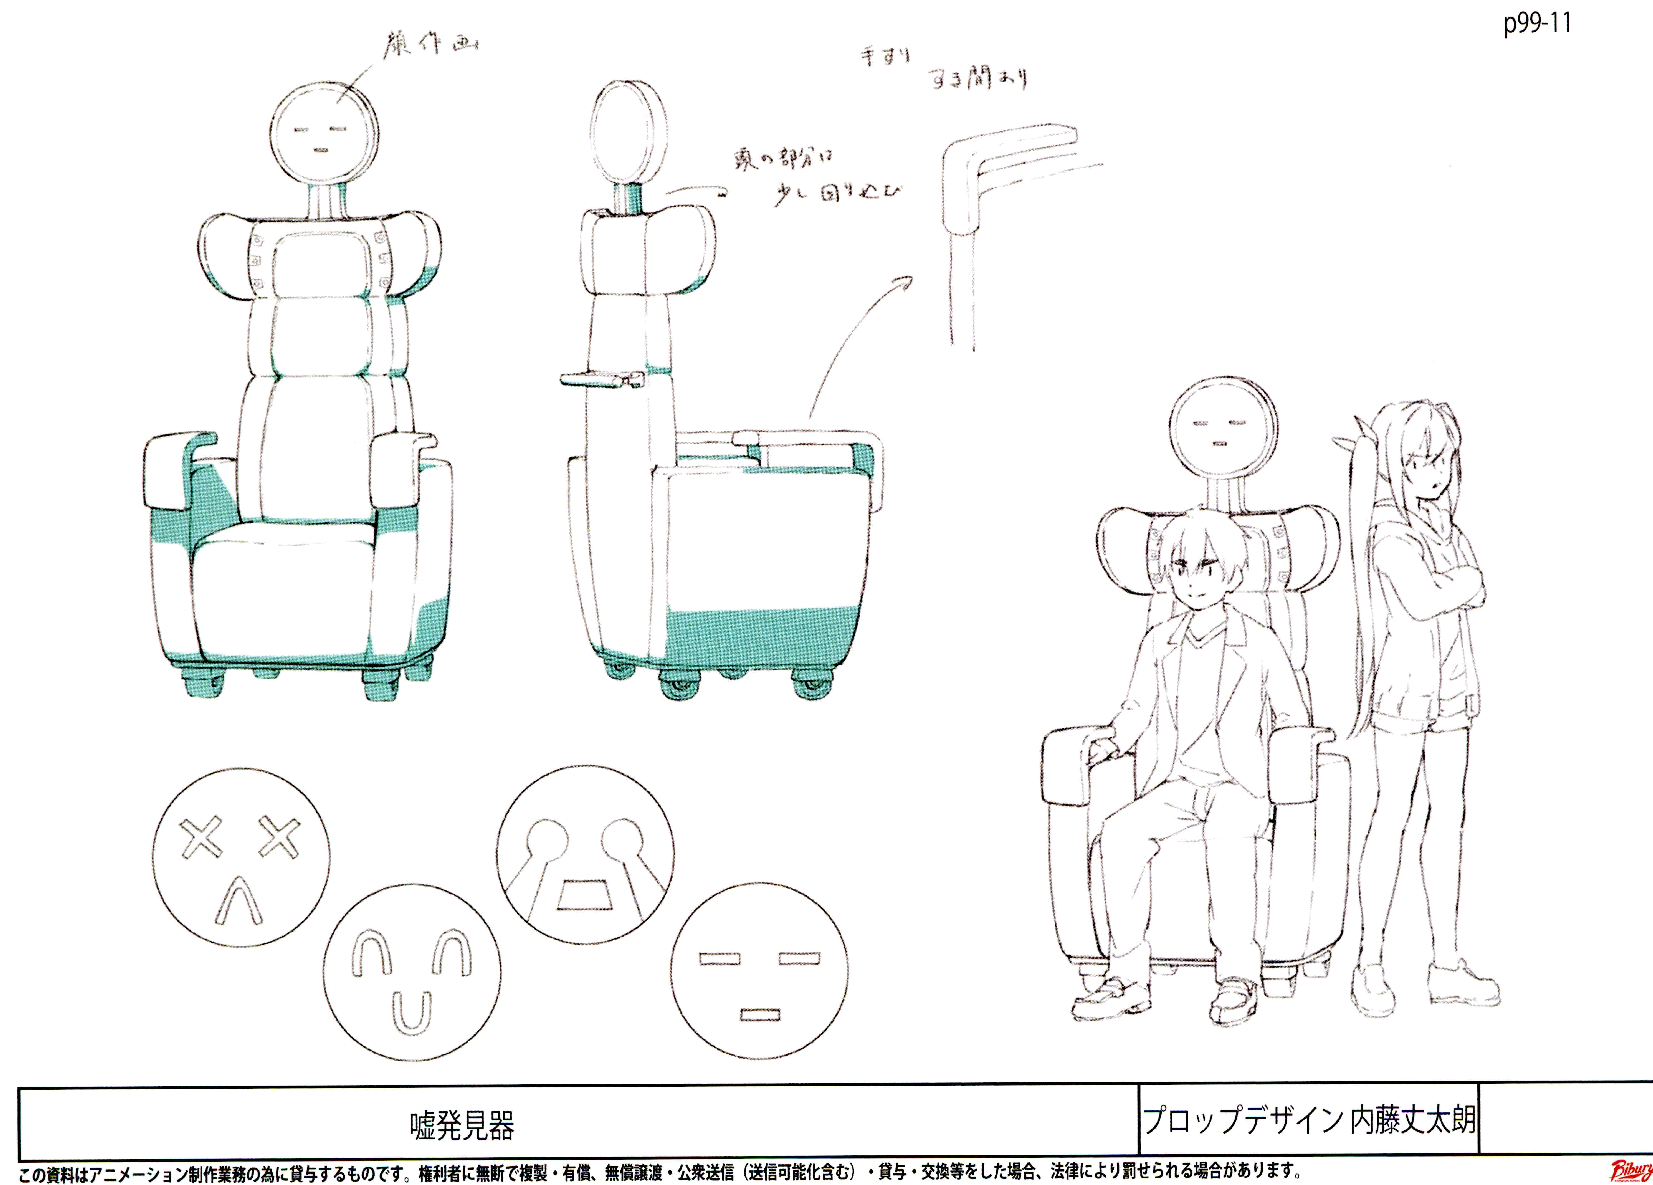 p99-11
顔作画
手すり
すき間あり
頭の部分は
少し回り込む
嘘発見器
プロップデザイン 内藤丈太朗
この資料はアニメーション制作業務の為に貸与するものです。権利者に無断で複製・有償、無償譲渡・公衆送信（送信可能化含む）・貸与・交換等をした場合、法律により罰せられる場合があります。
Bibury